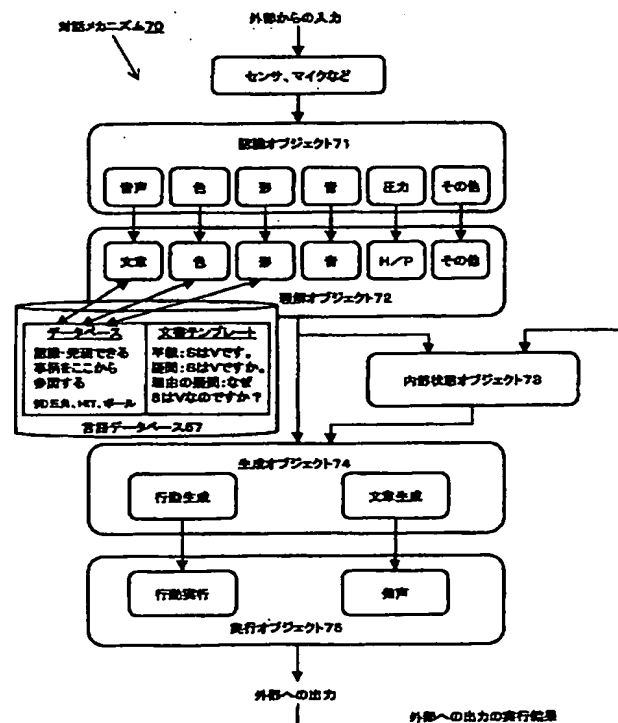 対話メカニズム70
外部からの入力
センサ、マイクなど
認識オブジェクト71
音声 色 形 音 圧力 その他
文章 色 形 音 H/P その他
理解オブジェクト72
データベース
認識・発現できる
事柄をここから
参照する
文書テンプレート
平叙:SはVです。
疑問:SはVですか。
理由の疑問:なぜ
SはVなのですか?
言語データベース67
内部状態オブジェクト73
生成オブジェクト74
行動生成 文章生成
行動実行 発声
実行オブジェクト75
外部への出力
外部への出力の実行結果